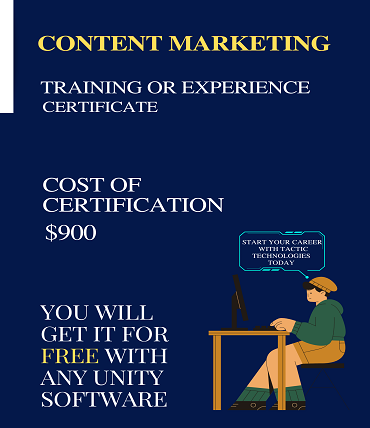 CONTENT MARKETING
TRAINING OR EXPERIENCE
CERTIFICATE
COST OF
CERTIFICATION
$900
START YOUR CAREER
WITH TACTIC
TECHNOLOGIES
TODAY
YOU WILL
GET IT FOR
FREE WITH
ANY UNITY
SOFTWARE